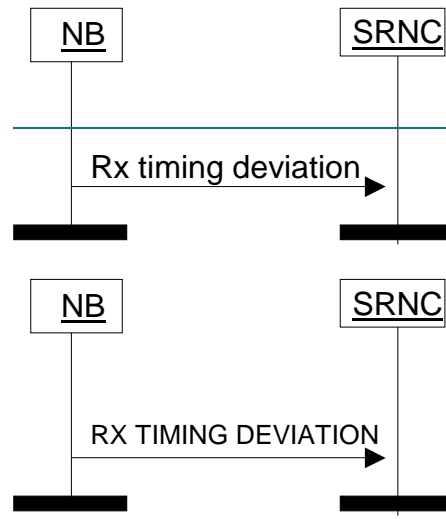 NB SRNC
Rx timing deviation
NB SRNC
RX TIMING DEVIATION